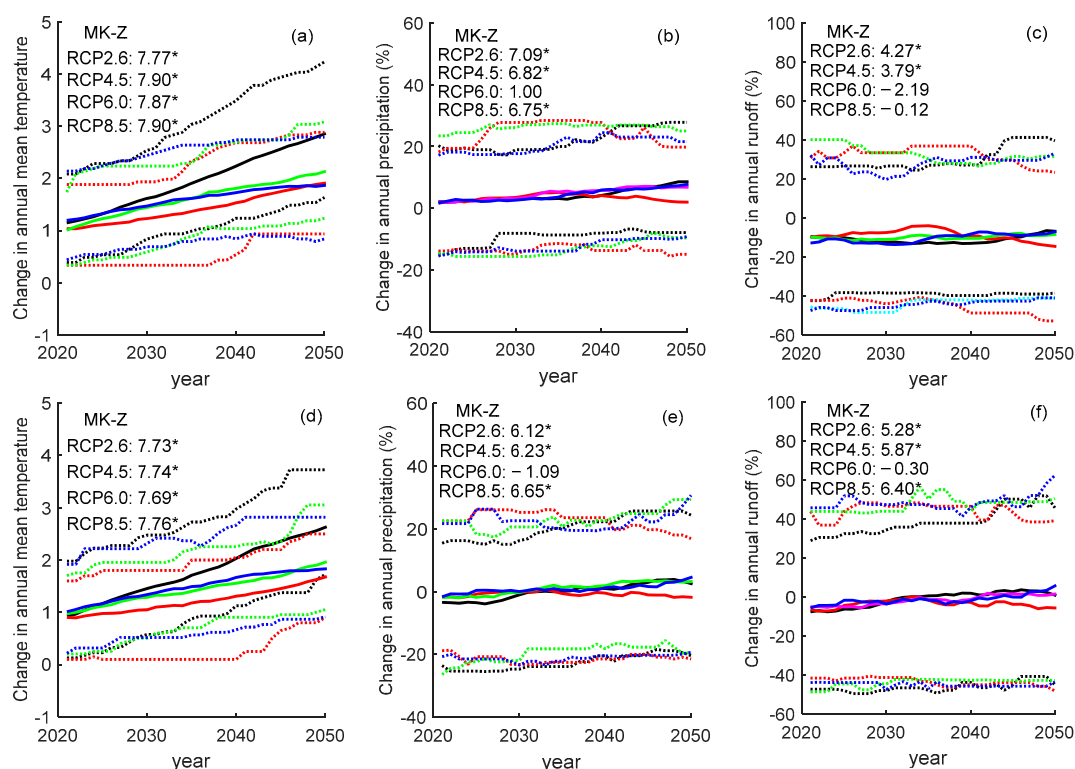 Change in annual mean temperature
5
4
3
2
1
0
-1
MK-Z
(a)
RCP2.6: 7.77*
RCP4.5: 7.90*
RCP6.0: 7.87*
RCP8.5: 7.90*
2020 2030 2040 2050
year
Change in annual precipitation (%)
60
40
20
0
-20
-40
MK-Z
(b)
RCP2.6: 7.09*
RCP4.5: 6.82*
RCP6.0: 1.00
RCP8.5: 6.75*
2020 2030 2040 2050
year
Change in annual runoff (%)
100
80
60
40
20
0
-20
-40
-60
MK-Z
(c)
RCP2.6: 4.27*
RCP4.5: 3.79*
RCP6.0: −2.19
RCP8.5: −0.12
2020 2030 2040 2050
year
Change in annual mean temperature
5
4
3
2
1
0
-1
MK-Z
(d)
RCP2.6: 7.73*
RCP4.5: 7.74*
RCP6.0: 7.69*
RCP8.5: 7.76*
2020 2030 2040 2050
year
Change in annual precipitation (%)
60
40
20
0
-20
-40
MK-Z
(e)
RCP2.6: 6.12*
RCP4.5: 6.23*
RCP6.0: −1.09
RCP8.5: 6.65*
2020 2030 2040 2050
year
Change in annual runoff (%)
100
80
60
40
20
0
-20
-40
-60
MK-Z
(f)
RCP2.6: 5.28*
RCP4.5: 5.87*
RCP6.0: −0.30
RCP8.5: 6.40*
2020 2030 2040 2050
year